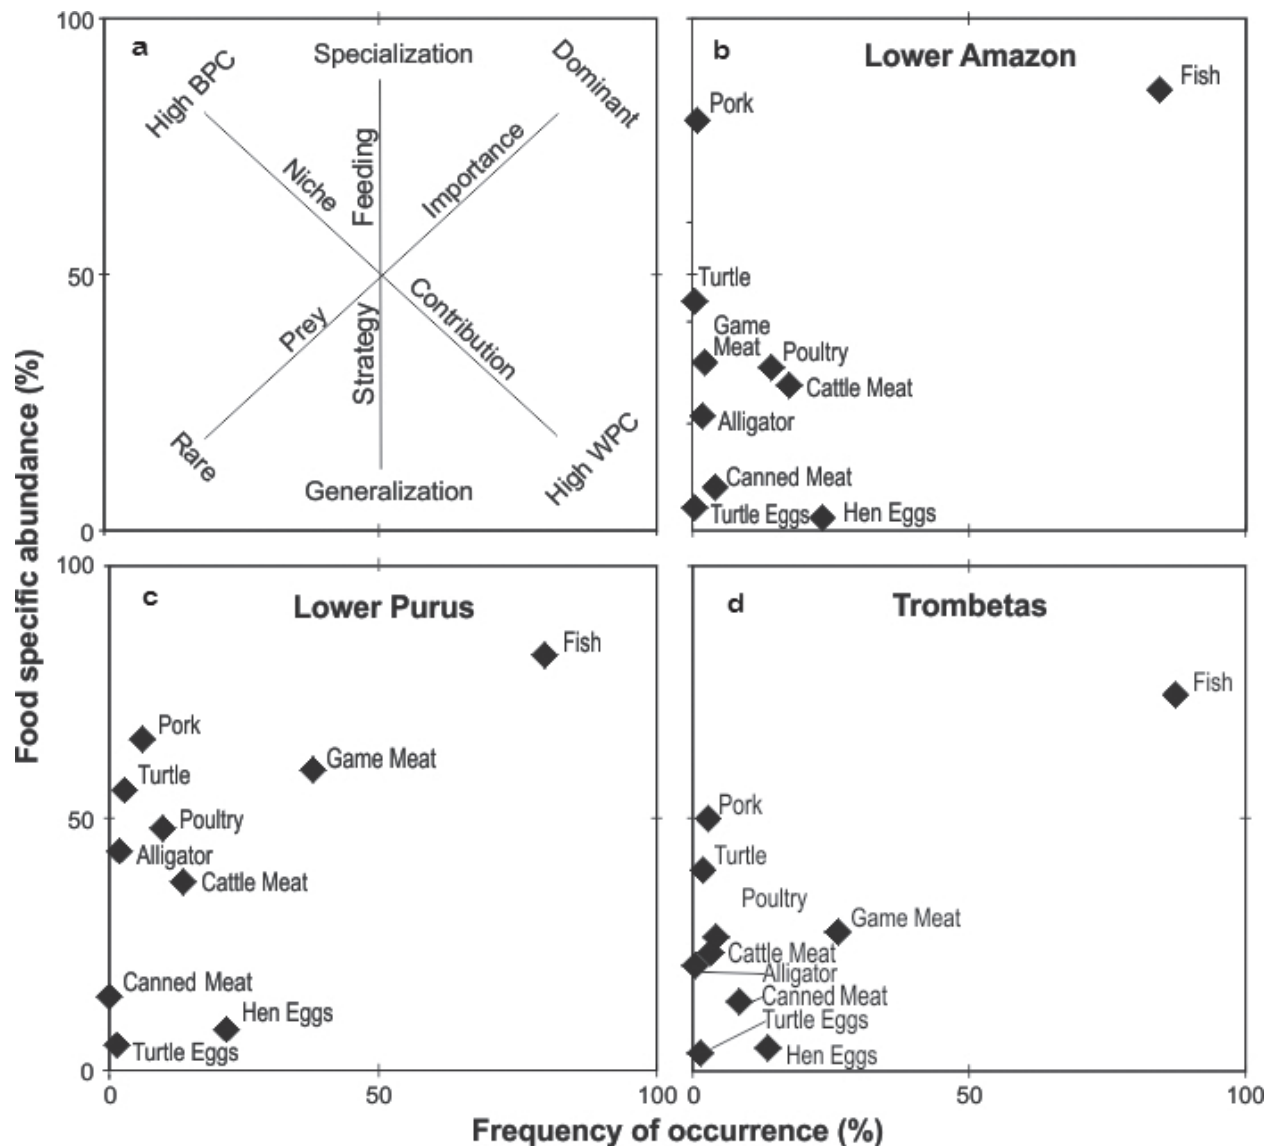 Food specific abundance (%)
100
50
0
a
Specialization
High BPC
Dominant
Niche
Feeding
Importance
Prey
Strategy
Contribution
Rare
Generalization
High WPC
b
Lower Amazon
Fish
Pork
Turtle
Game
Meat
Poultry
Cattle Meat
Alligator
Canned Meat
Turtle Eggs
Hen Eggs
100
50
0
c
Lower Purus
Fish
Pork
Game Meat
Turtle
Poultry
Alligator
Cattle Meat
Canned Meat
Hen Eggs
Turtle Eggs
0
50
100
d
Trombetas
Fish
Pork
Turtle
Poultry
Game Meat
Cattle Meat
Alligator
Canned Meat
Turtle Eggs
Hen Eggs
0
50
100
Frequency of occurrence (%)